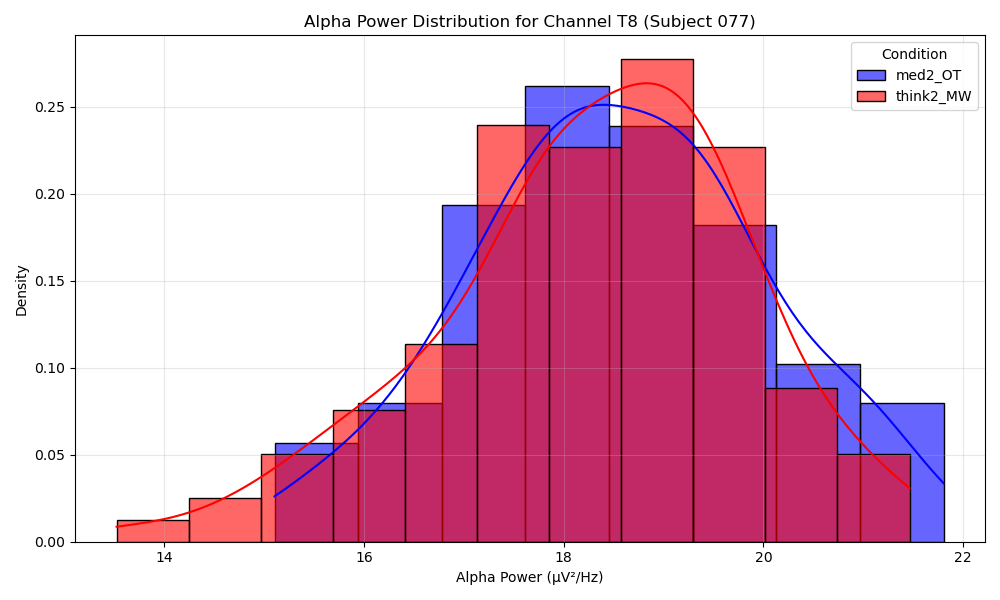 Alpha Power Distribution for Channel T8 (Subject 077)
Condition
med2_OT
think2_MW
0.25
0.20
0.15
0.10
0.05
0.00
Density
14
16
18
20
22
Alpha Power (μV²/Hz)